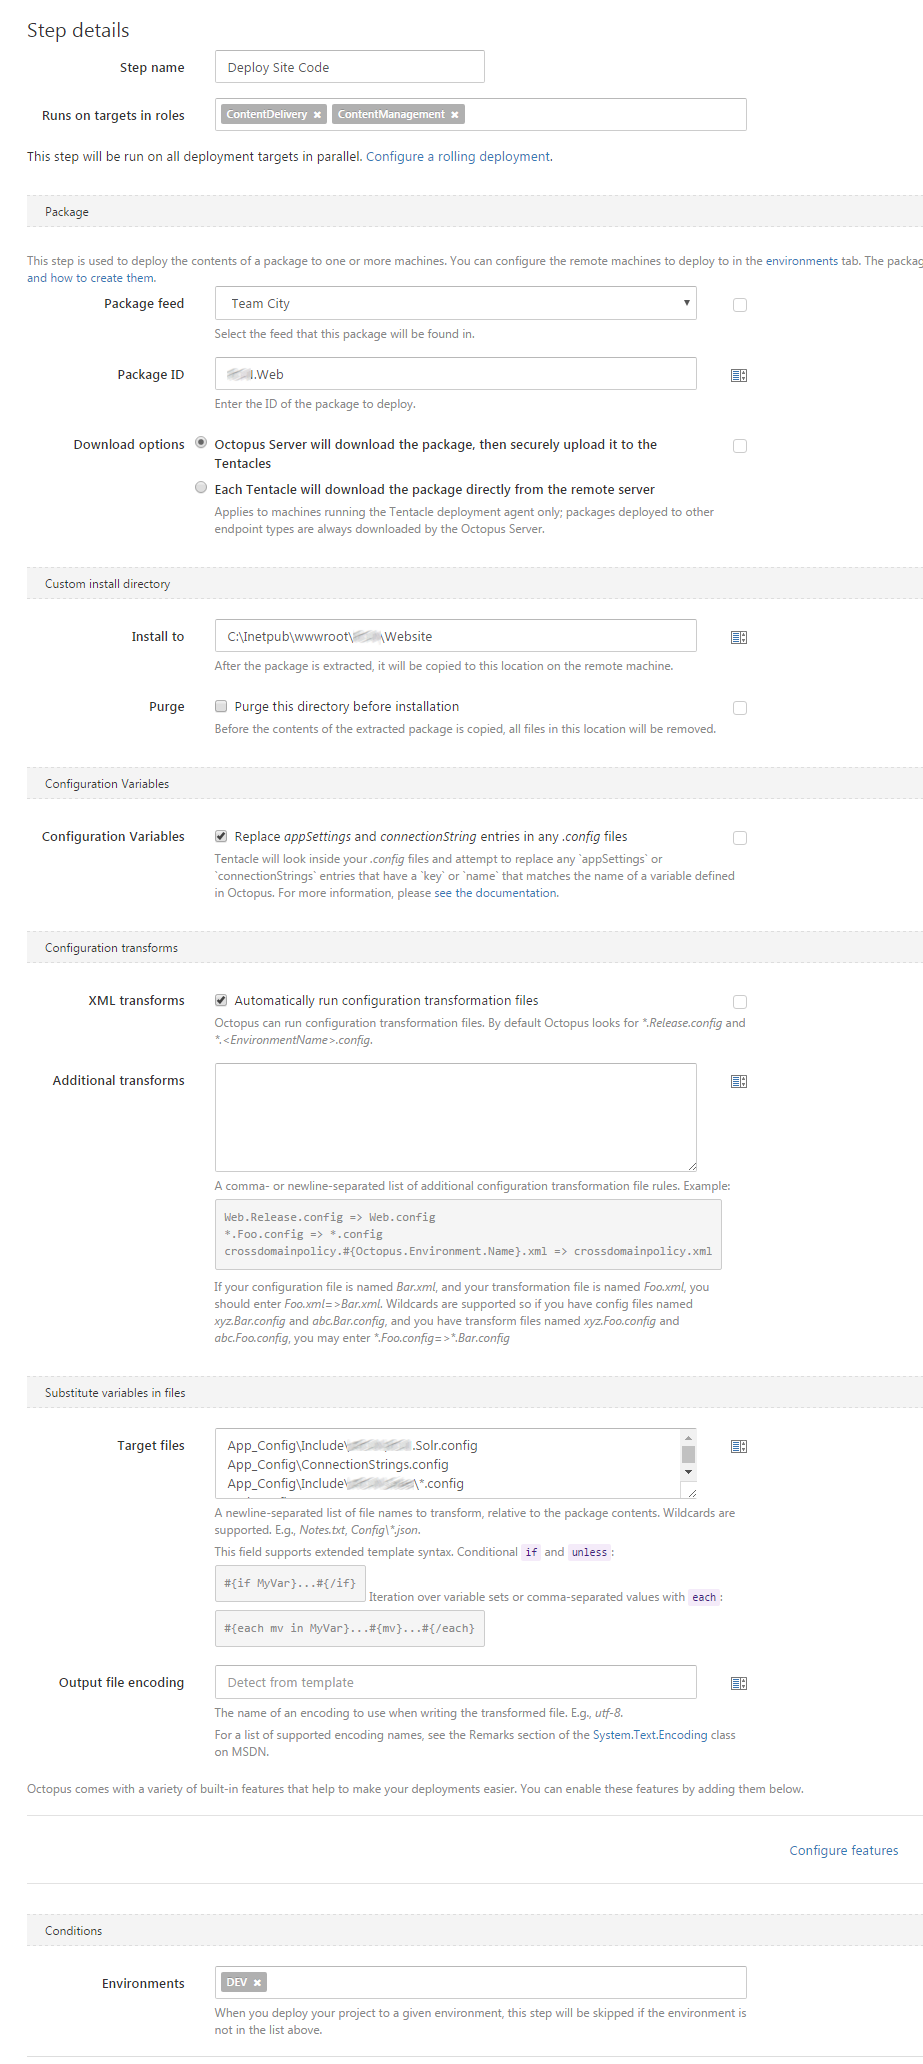 Step details
Step name
Deploy Site Code
Runs on targets in roles
ContentDelivery ×
ContentManagement ×
This step will be run on all deployment targets in parallel. Configure a rolling deployment.
Package
This step is used to deploy the contents of a package to one or more machines. You can configure the remote machines to deploy to in the environments tab. The packag
and how to create them.
Package feed
Team City
Select the feed that this package will be found in.
Package ID
.Web
Enter the ID of the package to deploy.
Download options
Octopus Server will download the package, then securely upload it to the
Tentacles
Each Tentacle will download the package directly from the remote server
Applies to machines running the Tentacle deployment agent only; packages deployed to other
endpoint types are always downloaded by the Octopus Server.
Custom install directory
Install to
C:\Inetpub\wwwroot\ \Website
After the package is extracted, it will be copied to this location on the remote machine.
Purge
Purge this directory before installation
Before the contents of the extracted package is copied, all files in this location will be removed.
Configuration Variables
Configuration Variables
Replace appSettings and connectionString entries in any .config files
Tentacle will look inside your .config files and attempt to replace any `appSettings` or
`connectionStrings` entries that have a `key` or `name` that matches the name of a variable defined
in Octopus. For more information, please see the documentation.
Configuration transforms
XML transforms
Automatically run configuration transformation files
Octopus can run configuration transformation files. By default Octopus looks for *.Release.config and
*.<EnvironmentName>.config.
Additional transforms
A comma- or newline-separated list of additional configuration transformation file rules. Example:
Web.Release.config => Web.config
*.Foo.config => *.config
crossdomainpolicy.#{Octopus.Environment.Name}.xml => crossdomainpolicy.xml
If your configuration file is named Bar.xml, and your transformation file is named Foo.xml, you
should enter Foo.xml=>Bar.xml. Wildcards are supported so if you have config files named
xyz.Bar.config and abc.Bar.config, and you have transform files named xyz.Foo.config and
abc.Foo.config, you may enter *.Foo.config=>*.Bar.config
Substitute variables in files
Target files
App_Config\Include\ .Solr.config
App_Config\ConnectionStrings.config
App_Config\Include\ \*.config
A newline-separated list of file names to transform, relative to the package contents. Wildcards are
supported. E.g., Notes.txt, Config\*.json.
This field supports extended template syntax. Conditional if and unless:
#{if MyVar}...#{/if}
Iteration over variable sets or comma-separated values with each:
#{each mv in MyVar}...#{mv}...#{/each}
Output file encoding
Detect from template
The name of an encoding to use when writing the transformed file. E.g., utf-8.
For a list of supported encoding names, see the Remarks section of the System.Text.Encoding class
on MSDN.
Octopus comes with a variety of built-in features that help to make your deployments easier. You can enable these features by adding them below.
Configure features
Conditions
Environments
DEV ×
When you deploy your project to a given environment, this step will be skipped if the environment is
not in the list above.